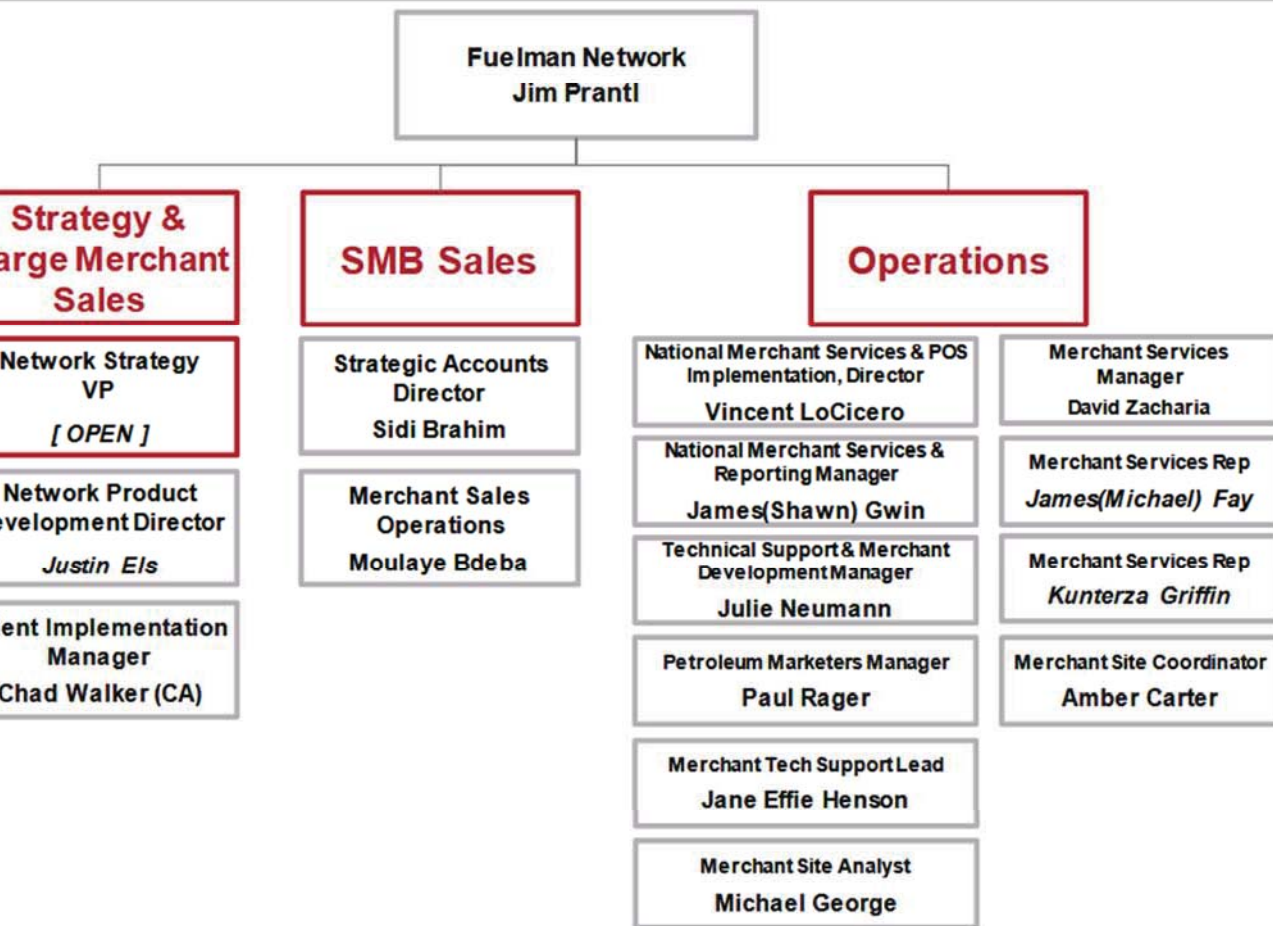 Fuelman Network
Jim Prantl
Strategy &
Merchant
Sales
Network Strategy
VP
[ OPEN ]
Network Product
Director
Justin Els
Implementation
Manager
Chad Walker (CA)
SMB Sales
Strategic Accounts
Director
Sidi Brahim
Merchant Sales
Operations
Moulaye Bdeba
Operations
National Merchant Services & POS
Implementation, Director
Vincent LoCicero
National Merchant Services &
Reporting Manager
James(Shawn) Gwin
Technical Support & Merchant
Development Manager
Julie Neumann
Petroleum Marketers Manager
Paul Rager
Merchant Tech Support Lead
Jane Effie Henson
Merchant Site Analyst
Michael George
Merchant Services
Manager
David Zacharia
Merchant Services Rep
James(Michael) Fay
Merchant Services Rep
Kunterza Griffin
Merchant Site Coordinator
Amber Carter